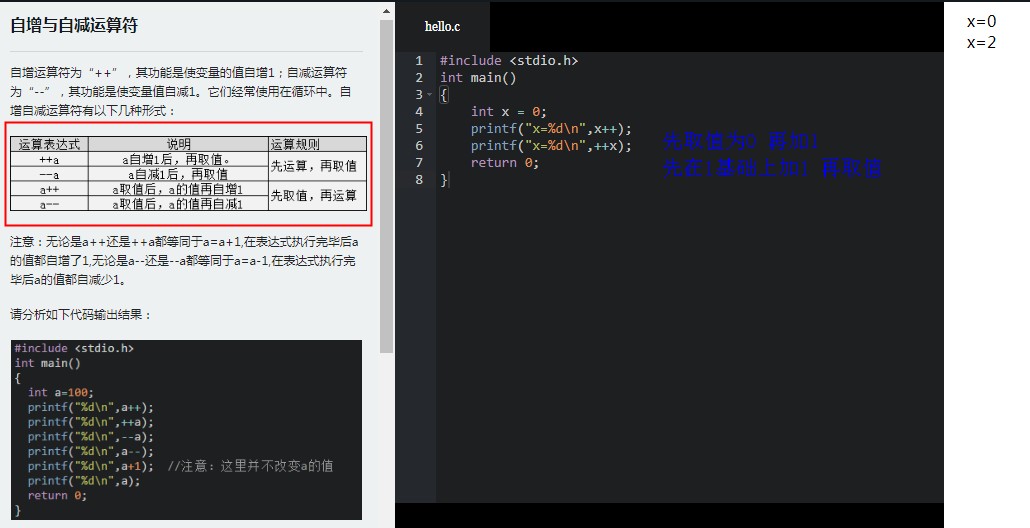 自增与自减运算符
自增运算符为“++”，其功能是使变量的值自增1；自减运算符
为“--”，其功能是使变量值自减1。它们经常使用在循环中。自
增自减运算符有以下几种形式：
运算表达式 说明 运算规则
++a a自增1后，再取值。 先运算，再取值
--a a自减1后，再取值
a++ a取值后，a的值再自增1 先取值，再运算
a-- a取值后，a的值再自减1
注意：无论是a++还是++a都等同于a=a+1,在表达式执行完毕后a
的值都自增了1,无论是a--还是--a都等同于a=a-1,在表达式执行完
毕后a的值都自减少1。
请分析如下代码输出结果：
#include <stdio.h>
int main()
{
int a=100;
printf("%d\n",a++);
printf("%d\n",++a);
printf("%d\n",--a);
printf("%d\n",a--);
printf("%d\n",a+1); //注意：这里并不改变a的值
printf("%d\n",a);
return 0;
}
hello.c
1 #include <stdio.h>
2 int main()
3 {
4 int x = 0;
5 printf("x=%d\n",x++); 先取值为0 再加1
6 printf("x=%d\n",++x); 先在1基础上加1 再取值
7 return 0;
8 }
x=0
x=2